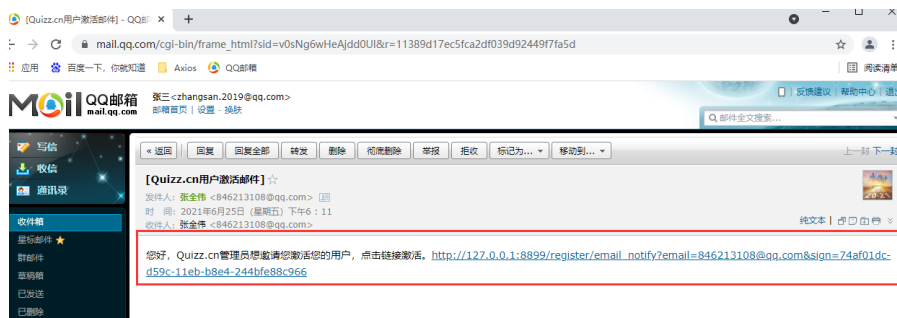 [Quizz.cn用户激活邮件] - QQ邮
mail.qq.com/cgi-bin/frame_html?sid=v0sNg6wHeAjdd0UI&r=11389d17ec5fca2df039d92449f7fa5d
应用 百度一下，你就知道 Axios QQ邮箱 阅读清单
Mail QQ邮箱 mail.qq.com
张三<zhangsan.2019@qq.com>
邮箱首页 | 设置 - 换肤
反馈建议 | 帮助中心 | 退出
邮件全文搜索...
写信
收信
通讯录
收件箱
星标邮件
群邮件
草稿箱
已发送
已删除
« 返回 回复 回复全部 转发 删除 彻底删除 举报 拒收 标记为... 移动到... 上一封 下一封
[Quizz.cn用户激活邮件]
发件人：张全伟 <846213108@qq.com>
时 间：2021年6月25日 (星期五) 下午6：11
收件人：张全伟 <846213108@qq.com>
纯文本 |
您好，Quizz.cn管理员想邀请您激活您的用户，点击链接激活。http://127.0.0.1:8899/register/email_notify?email=846213108@qq.com&sign=74af01dc-
d59c-11eb-b8e4-244bfe88c966